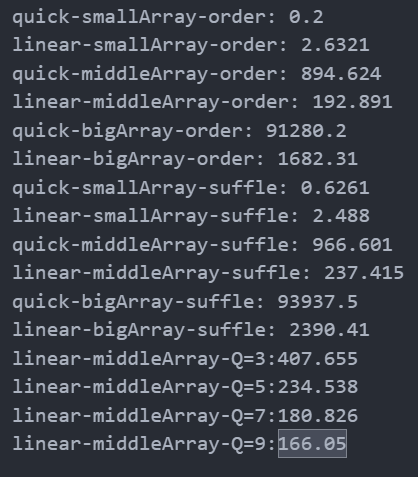 quick-smallArray-order: 0.2
linear-smallArray-order: 2.6321
quick-middleArray-order: 894.624
linear-middleArray-order: 192.891
quick-bigArray-order: 91280.2
linear-bigArray-order: 1682.31
quick-smallArray-suffle: 0.6261
linear-smallArray-suffle: 2.488
quick-middleArray-suffle: 966.601
linear-middleArray-suffle: 237.415
quick-bigArray-suffle: 93937.5
linear-bigArray-suffle: 2390.41
linear-middleArray-Q=3:407.655
linear-middleArray-Q=5:234.538
linear-middleArray-Q=7:180.826
linear-middleArray-Q=9:166.05